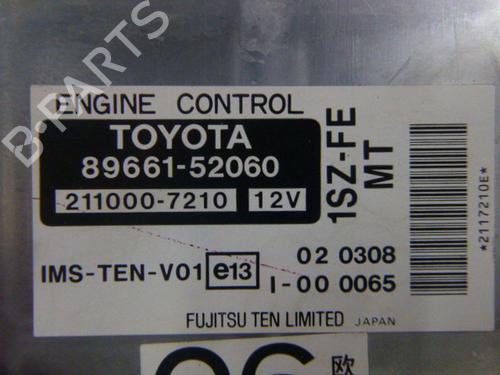 B-PARTS
ENGINE CONTROL
TOYOTA
89661-52060
211000-7210 12V
1SZ-FE
MT
IMS-TEN-V01 e13
02 0308
I-00 0065
FUJITSU TEN LIMITED JAPAN
*2117210E*
欧